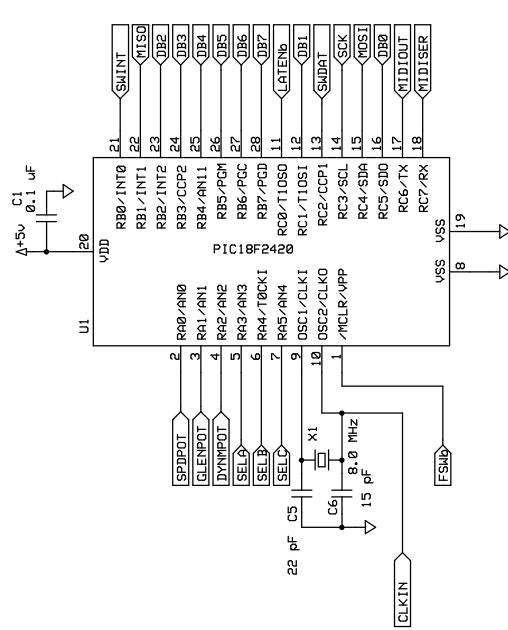 +5v
C1
0.1 uF
U1
PIC18F2420
20
VDD
SPDPOT
2
RA0/AN0
GLENPOT
3
RA1/AN1
DYNMPOT
4
RA2/AN2
SELA
5
RA3/AN3
SELB
6
RA4/T0CKI
SELC
7
RA5/AN4
9
OSC1/CLKI
10
OSC2/CLKO
1
/MCLR/VPP
RB0/INT0
21
SWINT
RB1/INT1
22
MISO
RB2/INT2
23
DB2
RB3/CCP2
24
DB3
RB4/AN11
25
DB4
RB5/PGM
26
DB5
RB6/PGC
27
DB6
RB7/PGD
28
DB7
RC0/T1OSO
11
LATENb
RC1/T1OSI
12
DB1
RC2/CCP1
13
SWDAT
RC3/SCL
14
SCK
RC4/SDA
15
MOSI
RC5/SDO
16
DB0
RC6/TX
17
MIDIOUT
RC7/RX
18
MIDISER
VSS
8
VSS
19
X1
8.0 MHz
C5
22 pF
C6
15 pF
FSWb
CLKIN